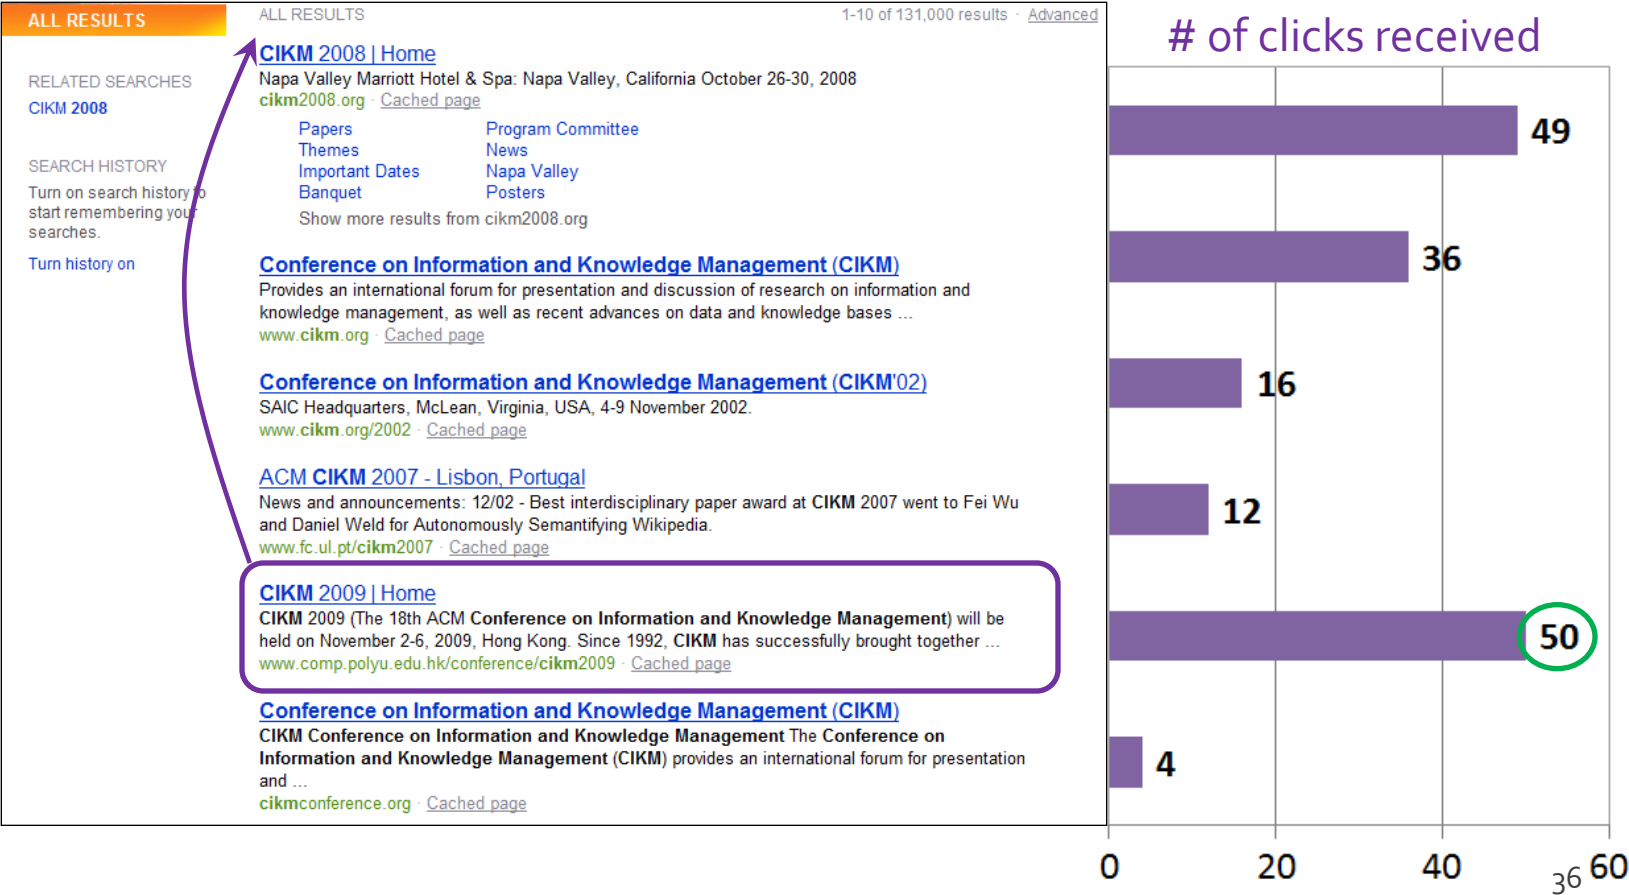 ALL RESULTS
RELATED SEARCHES
CIKM 2008
SEARCH HISTORY
Turn on search history to
start remembering your
searches.
Turn history on
ALL RESULTS
1-10 of 131,000 results · Advanced
CIKM 2008 | Home
Napa Valley Marriott Hotel & Spa: Napa Valley, California October 26-30, 2008
cikm2008.org · Cached page
Papers Program Committee
Themes News
Important Dates Napa Valley
Banquet Posters
Show more results from cikm2008.org
Conference on Information and Knowledge Management (CIKM)
Provides an international forum for presentation and discussion of research on information and
knowledge management, as well as recent advances on data and knowledge bases ...
www.cikm.org · Cached page
Conference on Information and Knowledge Management (CIKM'02)
SAIC Headquarters, McLean, Virginia, USA, 4-9 November 2002.
www.cikm.org/2002 · Cached page
ACM CIKM 2007 - Lisbon, Portugal
News and announcements: 12/02 - Best interdisciplinary paper award at CIKM 2007 went to Fei Wu
and Daniel Weld for Autonomously Semantifying Wikipedia.
www.fc.ul.pt/cikm2007 · Cached page
CIKM 2009 | Home
CIKM 2009 (The 18th ACM Conference on Information and Knowledge Management) will be
held on November 2-6, 2009, Hong Kong. Since 1992, CIKM has successfully brought together ...
www.comp.polyu.edu.hk/conference/cikm2009 · Cached page
Conference on Information and Knowledge Management (CIKM)
CIKM Conference on Information and Knowledge Management The Conference on
Information and Knowledge Management (CIKM) provides an international forum for presentation
and ...
cikmconference.org · Cached page
# of clicks received
49
36
16
12
50
4
0 20 40 60
36